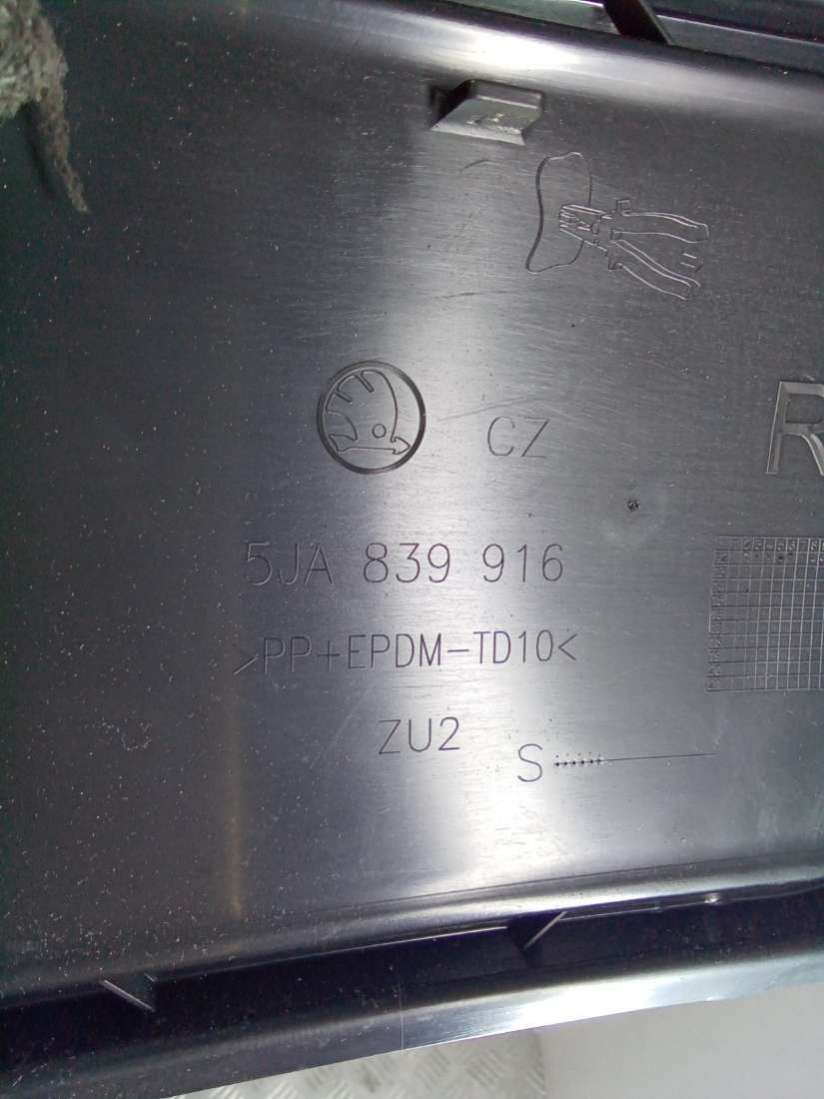 CZ
R
5JA 839 916
>PP+EPDM-TD10<
ZU2
S